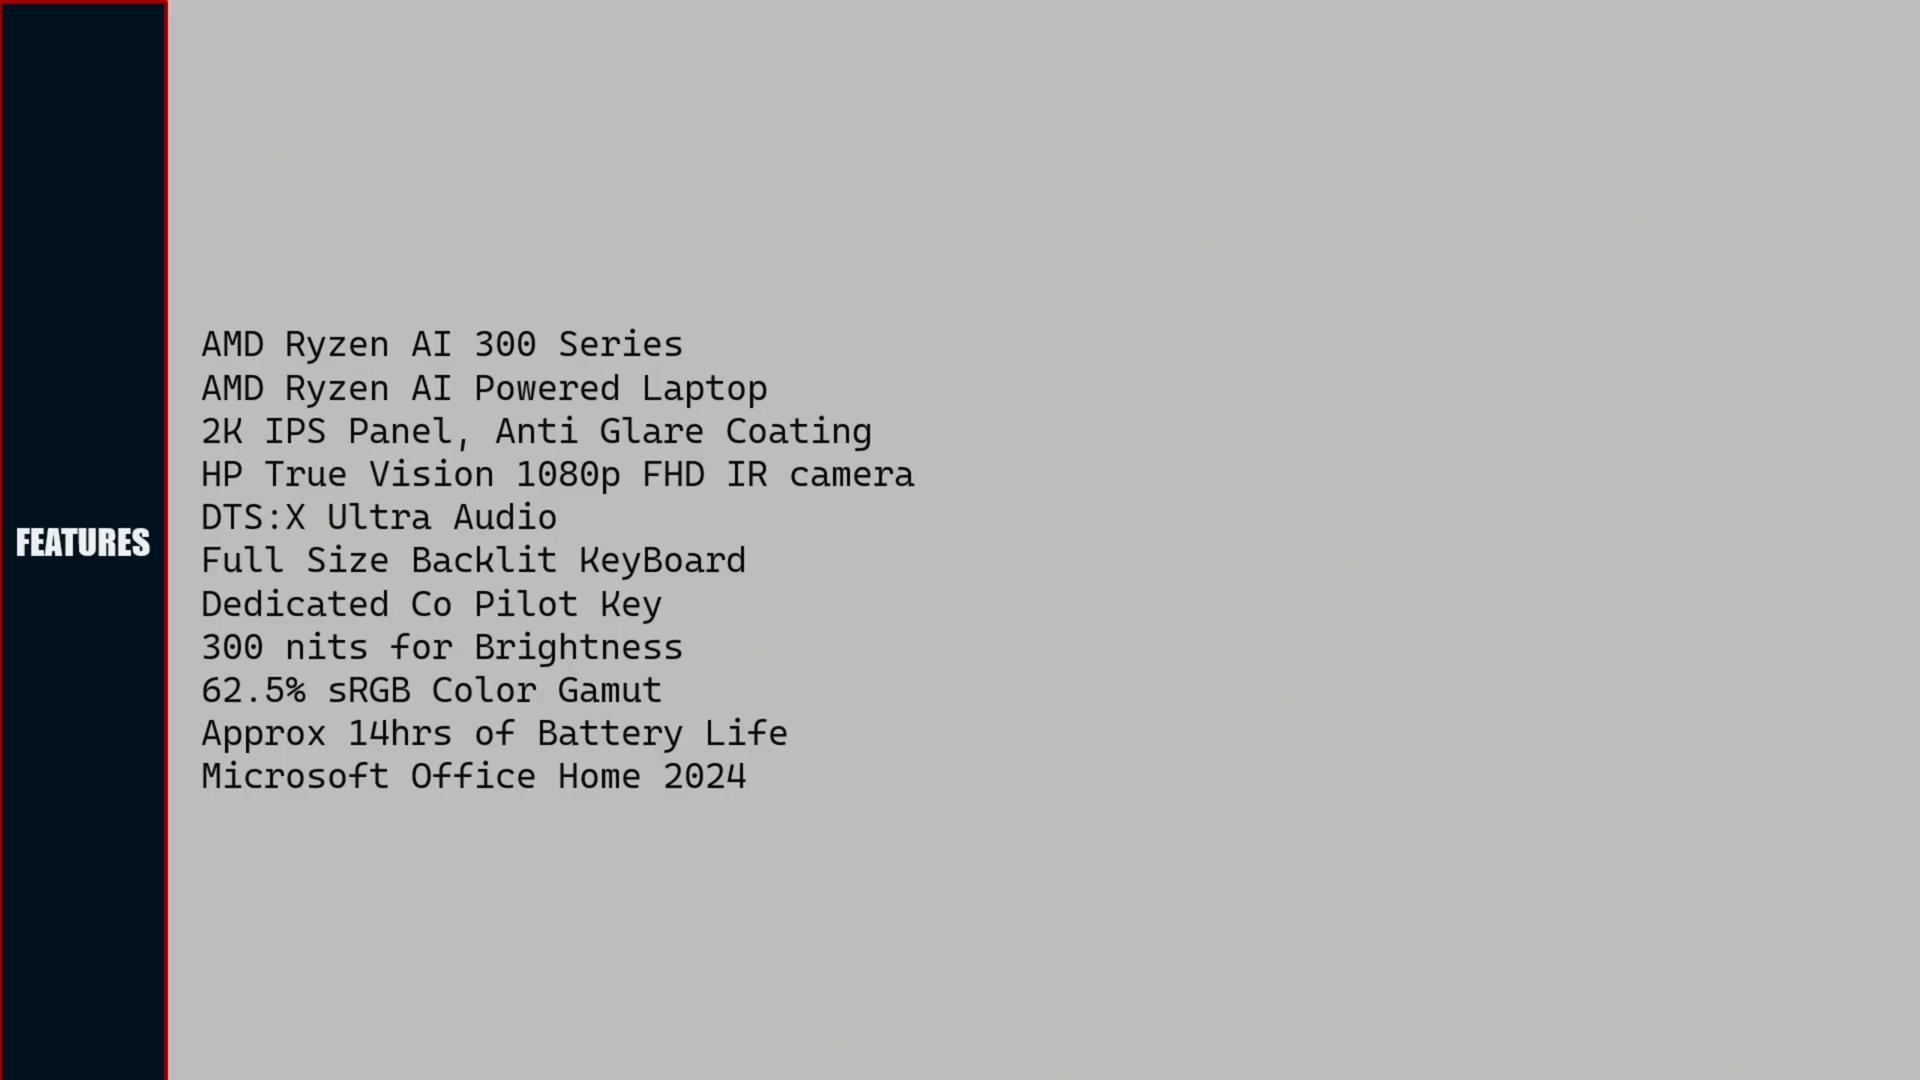 FEATURES
AMD Ryzen AI 300 Series
AMD Ryzen AI Powered Laptop
2K IPS Panel, Anti Glare Coating
HP True Vision 1080p FHD IR camera
DTS:X Ultra Audio
Full Size Backlit KeyBoard
Dedicated Co Pilot Key
300 nits for Brightness
62.5% sRGB Color Gamut
Approx 14hrs of Battery Life
Microsoft Office Home 2024